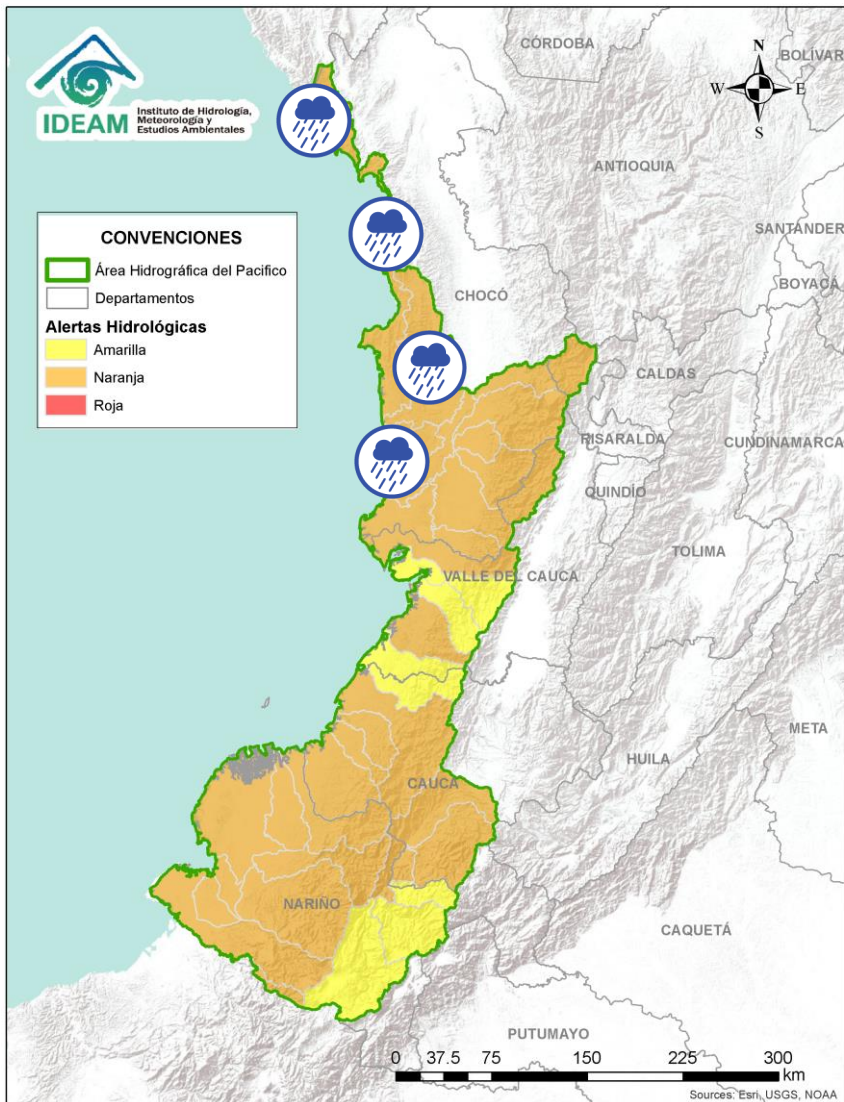 IDEAM
Instituto de Hidrología,
Meteorología y
Estudios Ambientales
N
W
E
S
CÓRDOBA
BOLÍVAR
ANTIOQUIA
SANTANDER
BOYACÁ
CHOCÓ
CONVENCIONES
Área Hidrográfica del Pacifico
Departamentos
Alertas Hidrológicas
Amarilla
Naranja
Roja
CALDAS
RISARALDA
CUNDINAMARCA
QUINDÍO
TOLIMA
VALLE DEL CAUCA
META
HUILA
CAUCA
NARIÑO
CAQUETÁ
PUTUMAYO
0 37.5 75 150 225 300
km
Sources: Esri, USGS, NOAA